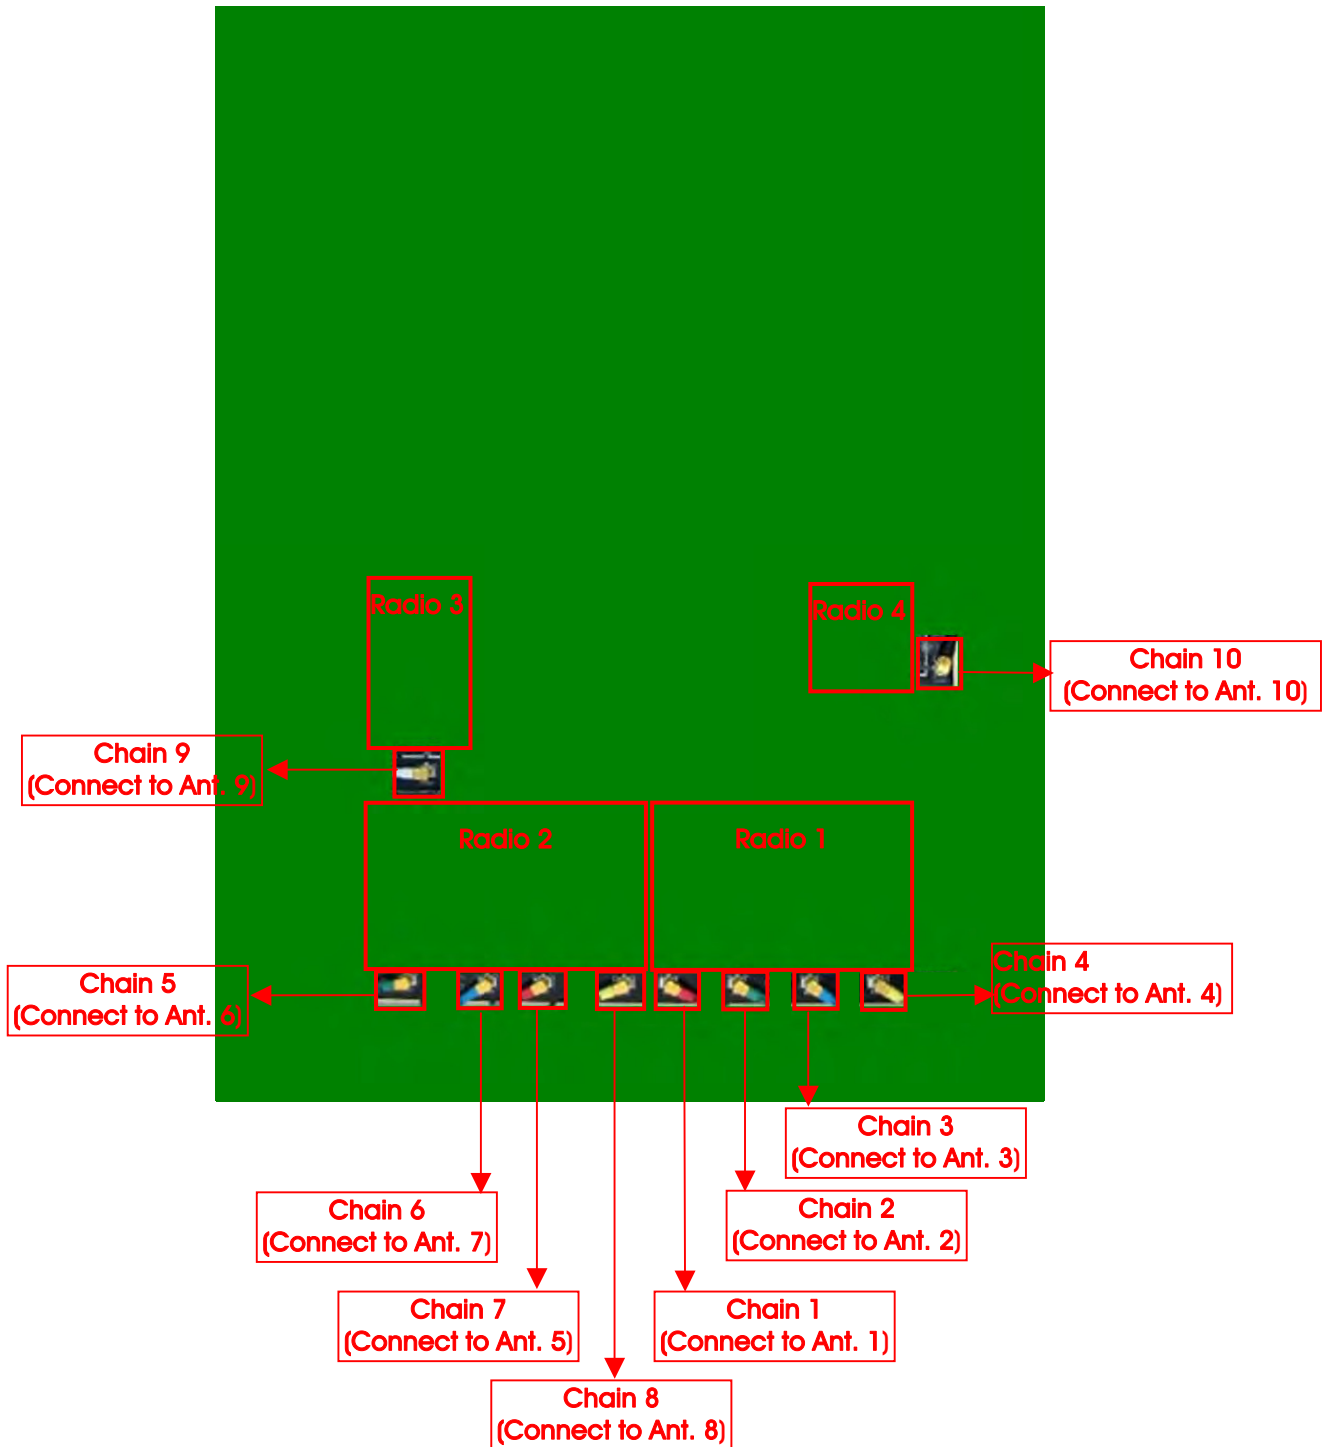 Radio 3
Radio 4
Chain 10
(Connect to Ant. 10)
Chain 9
(Connect to Ant. 9)
Radio 2
Radio 1
Chain 4
(Connect to Ant. 4)
Chain 5
(Connect to Ant. 6)
Chain 3
(Connect to Ant. 3)
Chain 6
(Connect to Ant. 7)
Chain 2
(Connect to Ant. 2)
Chain 7
(Connect to Ant. 5)
Chain 1
(Connect to Ant. 1)
Chain 8
(Connect to Ant. 8)